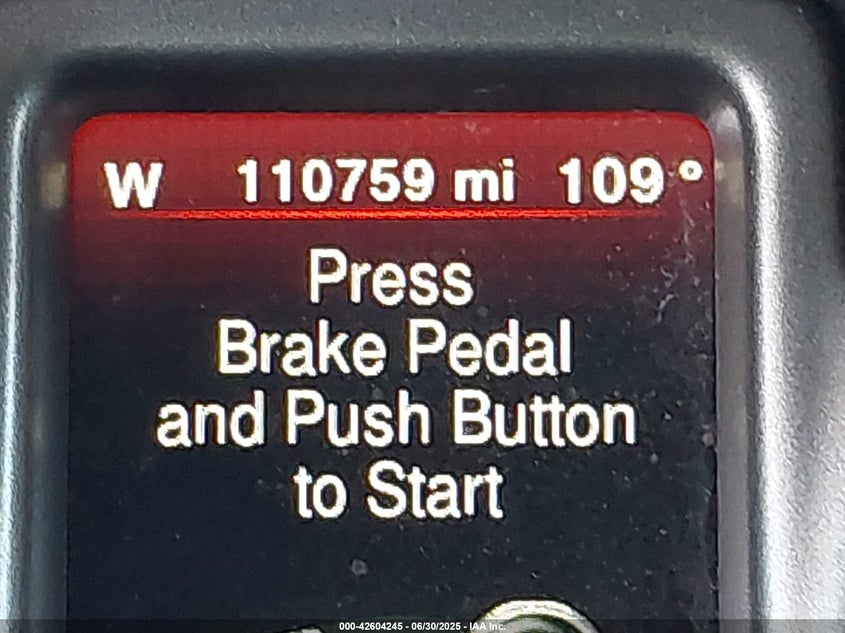 W 110759 mi 109°
Press
Brake Pedal
and Push Button
to Start
000-42604245 - 06/30/2025 - IAA Inc.